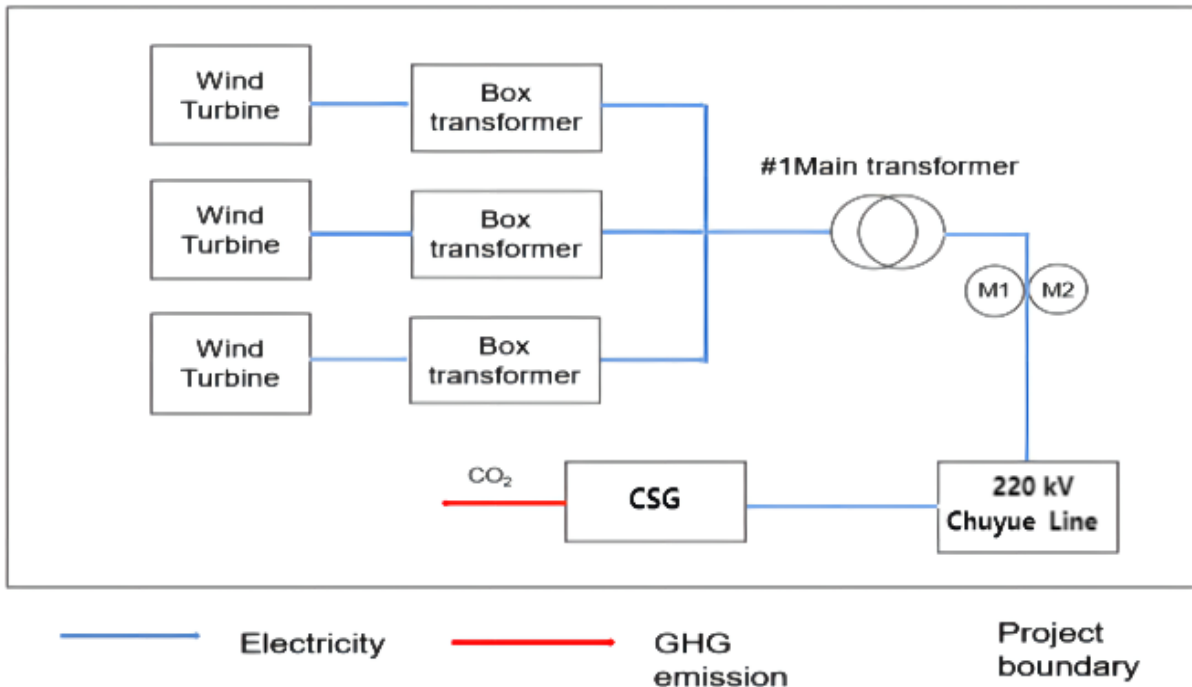 Wind
Turbine
Box
transformer
#1Main transformer
Wind
Turbine
Box
transformer
M1
M2
Wind
Turbine
Box
transformer
CO₂
CSG
220 kV
Chuyue Line
Electricity
GHG
emission
Project
boundary